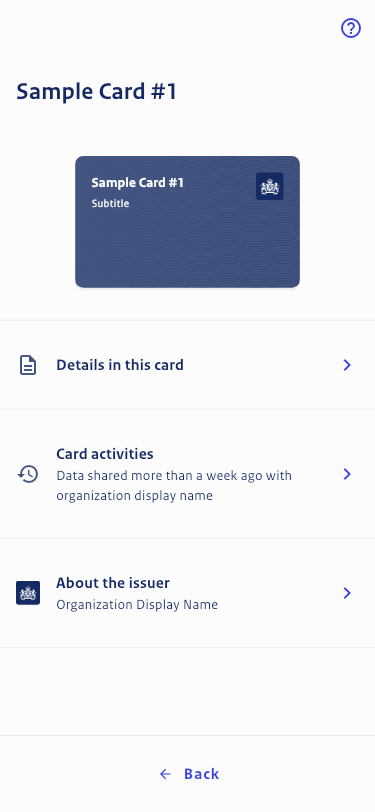 Sample Card #1
Sample Card #1
Subtitle
Details in this card
Card activities
Data shared more than a week ago with
organization display name
About the issuer
Organization Display Name
Back